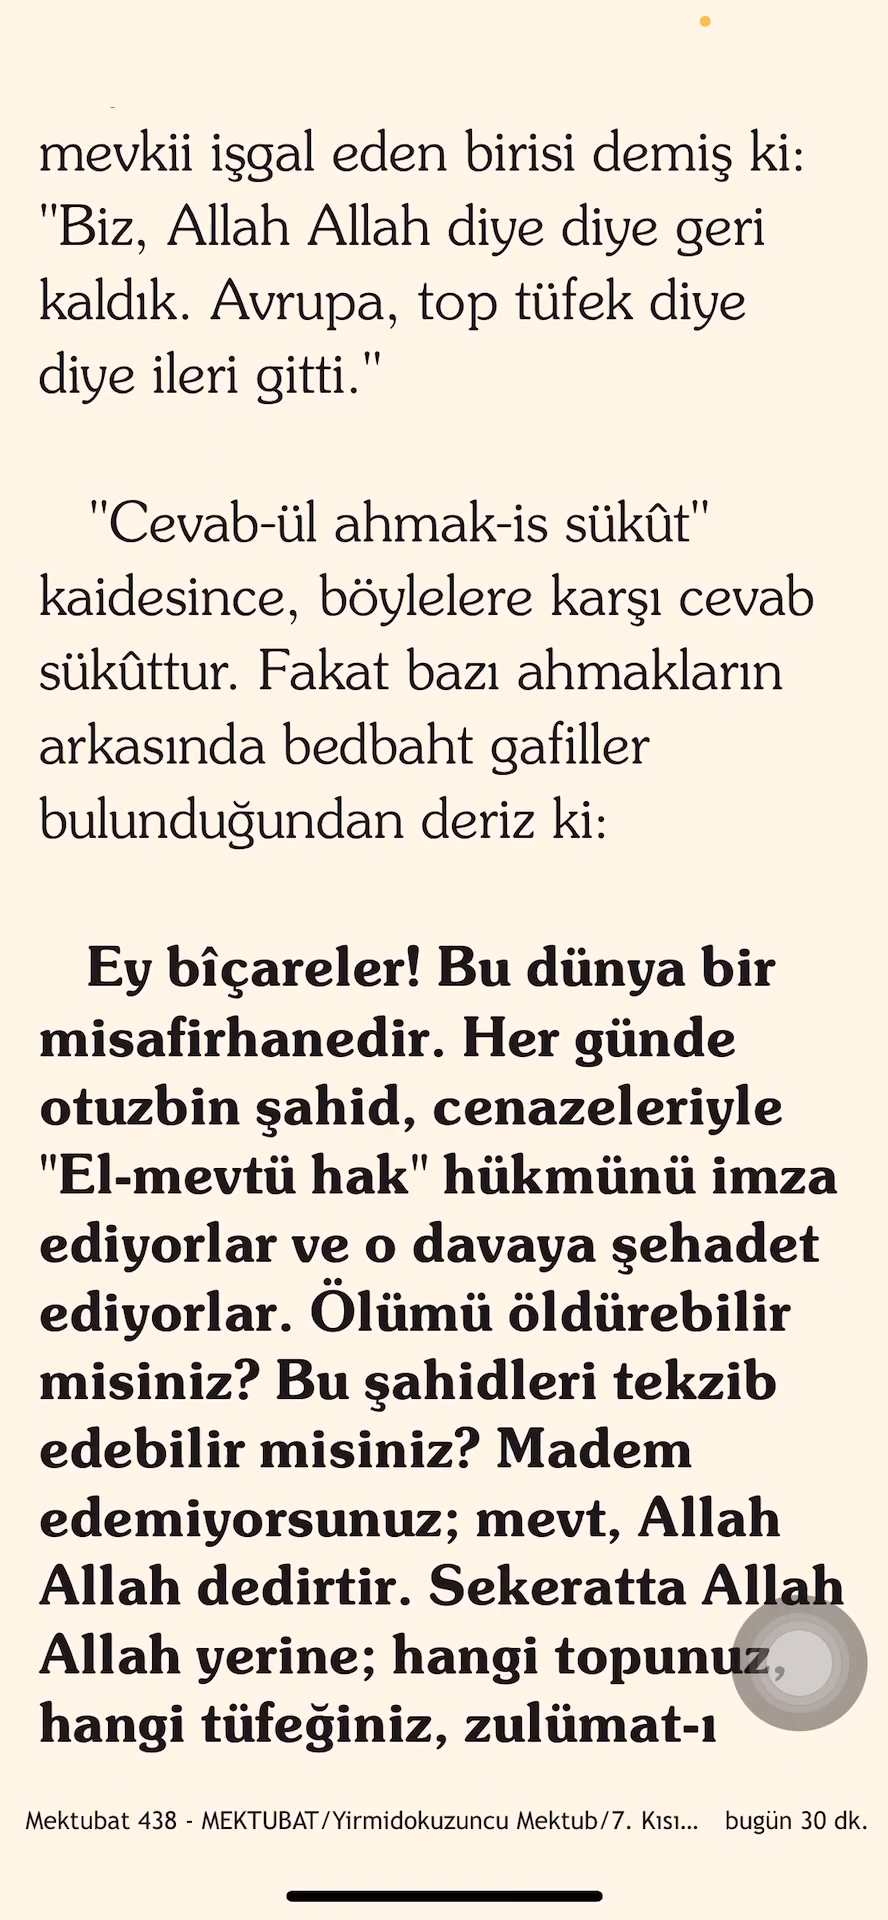 mevkii işgal eden birisi demiş ki:
"Biz, Allah Allah diye diye geri
kaldık. Avrupa, top tüfek diye
diye ileri gitti."
"Cevab-ül ahmak-is sükût"
kaidesince, böylelere karşı cevab
sükûttur. Fakat bazı ahmakların
arkasında bedbaht gafiller
bulunduğundan deriz ki:
Ey bîçareler! Bu dünya bir
misafirhanedir. Her günde
otuzbin şahid, cenazeleriyle
"El-mevtü hak" hükmünü imza
ediyorlar ve o davaya şehadet
ediyorlar. Ölümü öldürebilir
misiniz? Bu şahidleri tekzib
edebilir misiniz? Madem
edemiyorsunuz; mevt, Allah
Allah dedirtir. Sekeratta Allah
Allah yerine; hangi topunuz,
hangi tüfeğiniz, zulümat-ı
Mektubat 438 - MEKTUBAT/Yirmidokuzuncu Mektub/7. Kısı... bugün 30 dk.